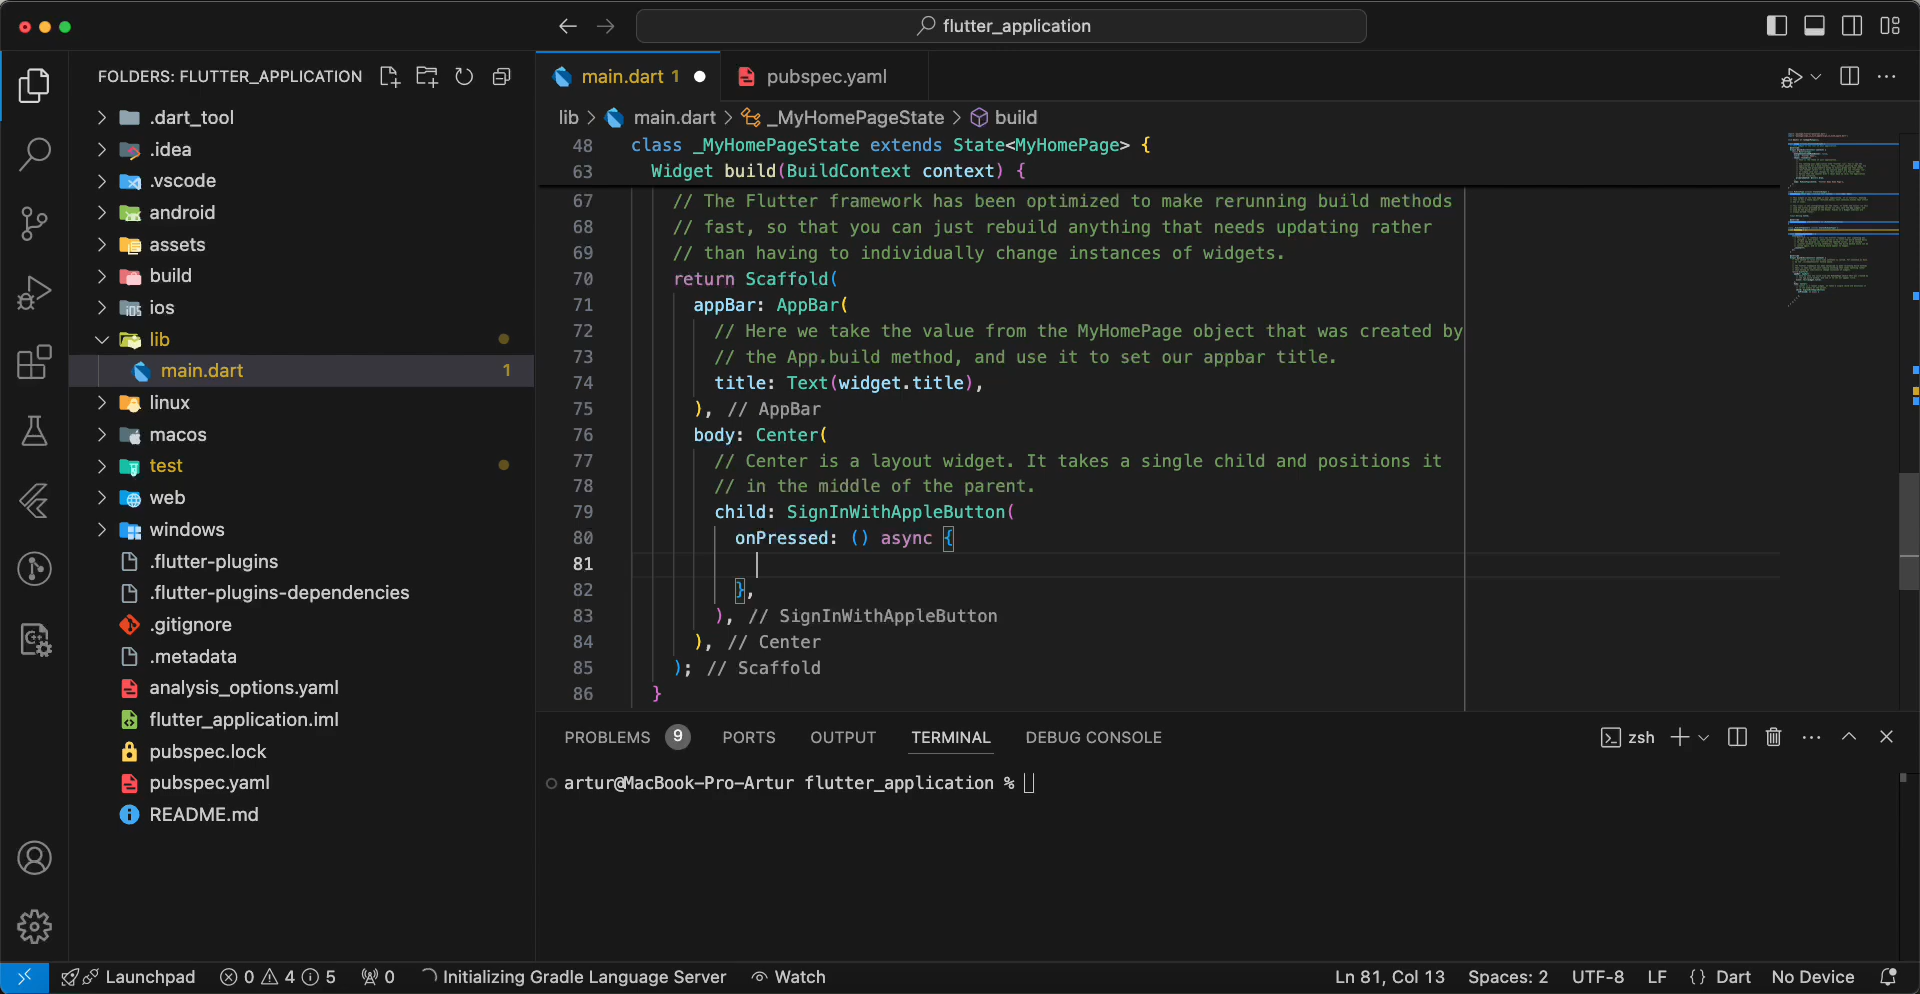 flutter_application
FOLDERS: FLUTTER_APPLICATION
.dart_tool
.idea
.vscode
android
assets
build
ios
lib
main.dart 1
linux
macos
test
web
windows
.flutter-plugins
.flutter-plugins-dependencies
.gitignore
.metadata
analysis_options.yaml
flutter_application.iml
pubspec.lock
pubspec.yaml
README.md
main.dart 1
pubspec.yaml
lib > main.dart > _MyHomePageState > build
48 class _MyHomePageState extends State<MyHomePage> {
63 Widget build(BuildContext context) {
67 // The Flutter framework has been optimized to make rerunning build methods
68 // fast, so that you can just rebuild anything that needs updating rather
69 // than having to individually change instances of widgets.
70 return Scaffold(
71 appBar: AppBar(
72 // Here we take the value from the MyHomePage object that was created by
73 // the App.build method, and use it to set our appbar title.
74 title: Text(widget.title),
75 ), // AppBar
76 body: Center(
77 // Center is a layout widget. It takes a single child and positions it
78 // in the middle of the parent.
79 child: SignInWithAppleButton(
80 onPressed: () async {
81
82 },
83 ), // SignInWithAppleButton
84 ), // Center
85 ); // Scaffold
86 }
PROBLEMS 9 PORTS OUTPUT TERMINAL DEBUG CONSOLE
zsh
artur@MacBook-Pro-Artur flutter_application %
Launchpad 0 4 5 0 Initializing Gradle Language Server Watch
Ln 81, Col 13 Spaces: 2 UTF-8 LF {} Dart No Device